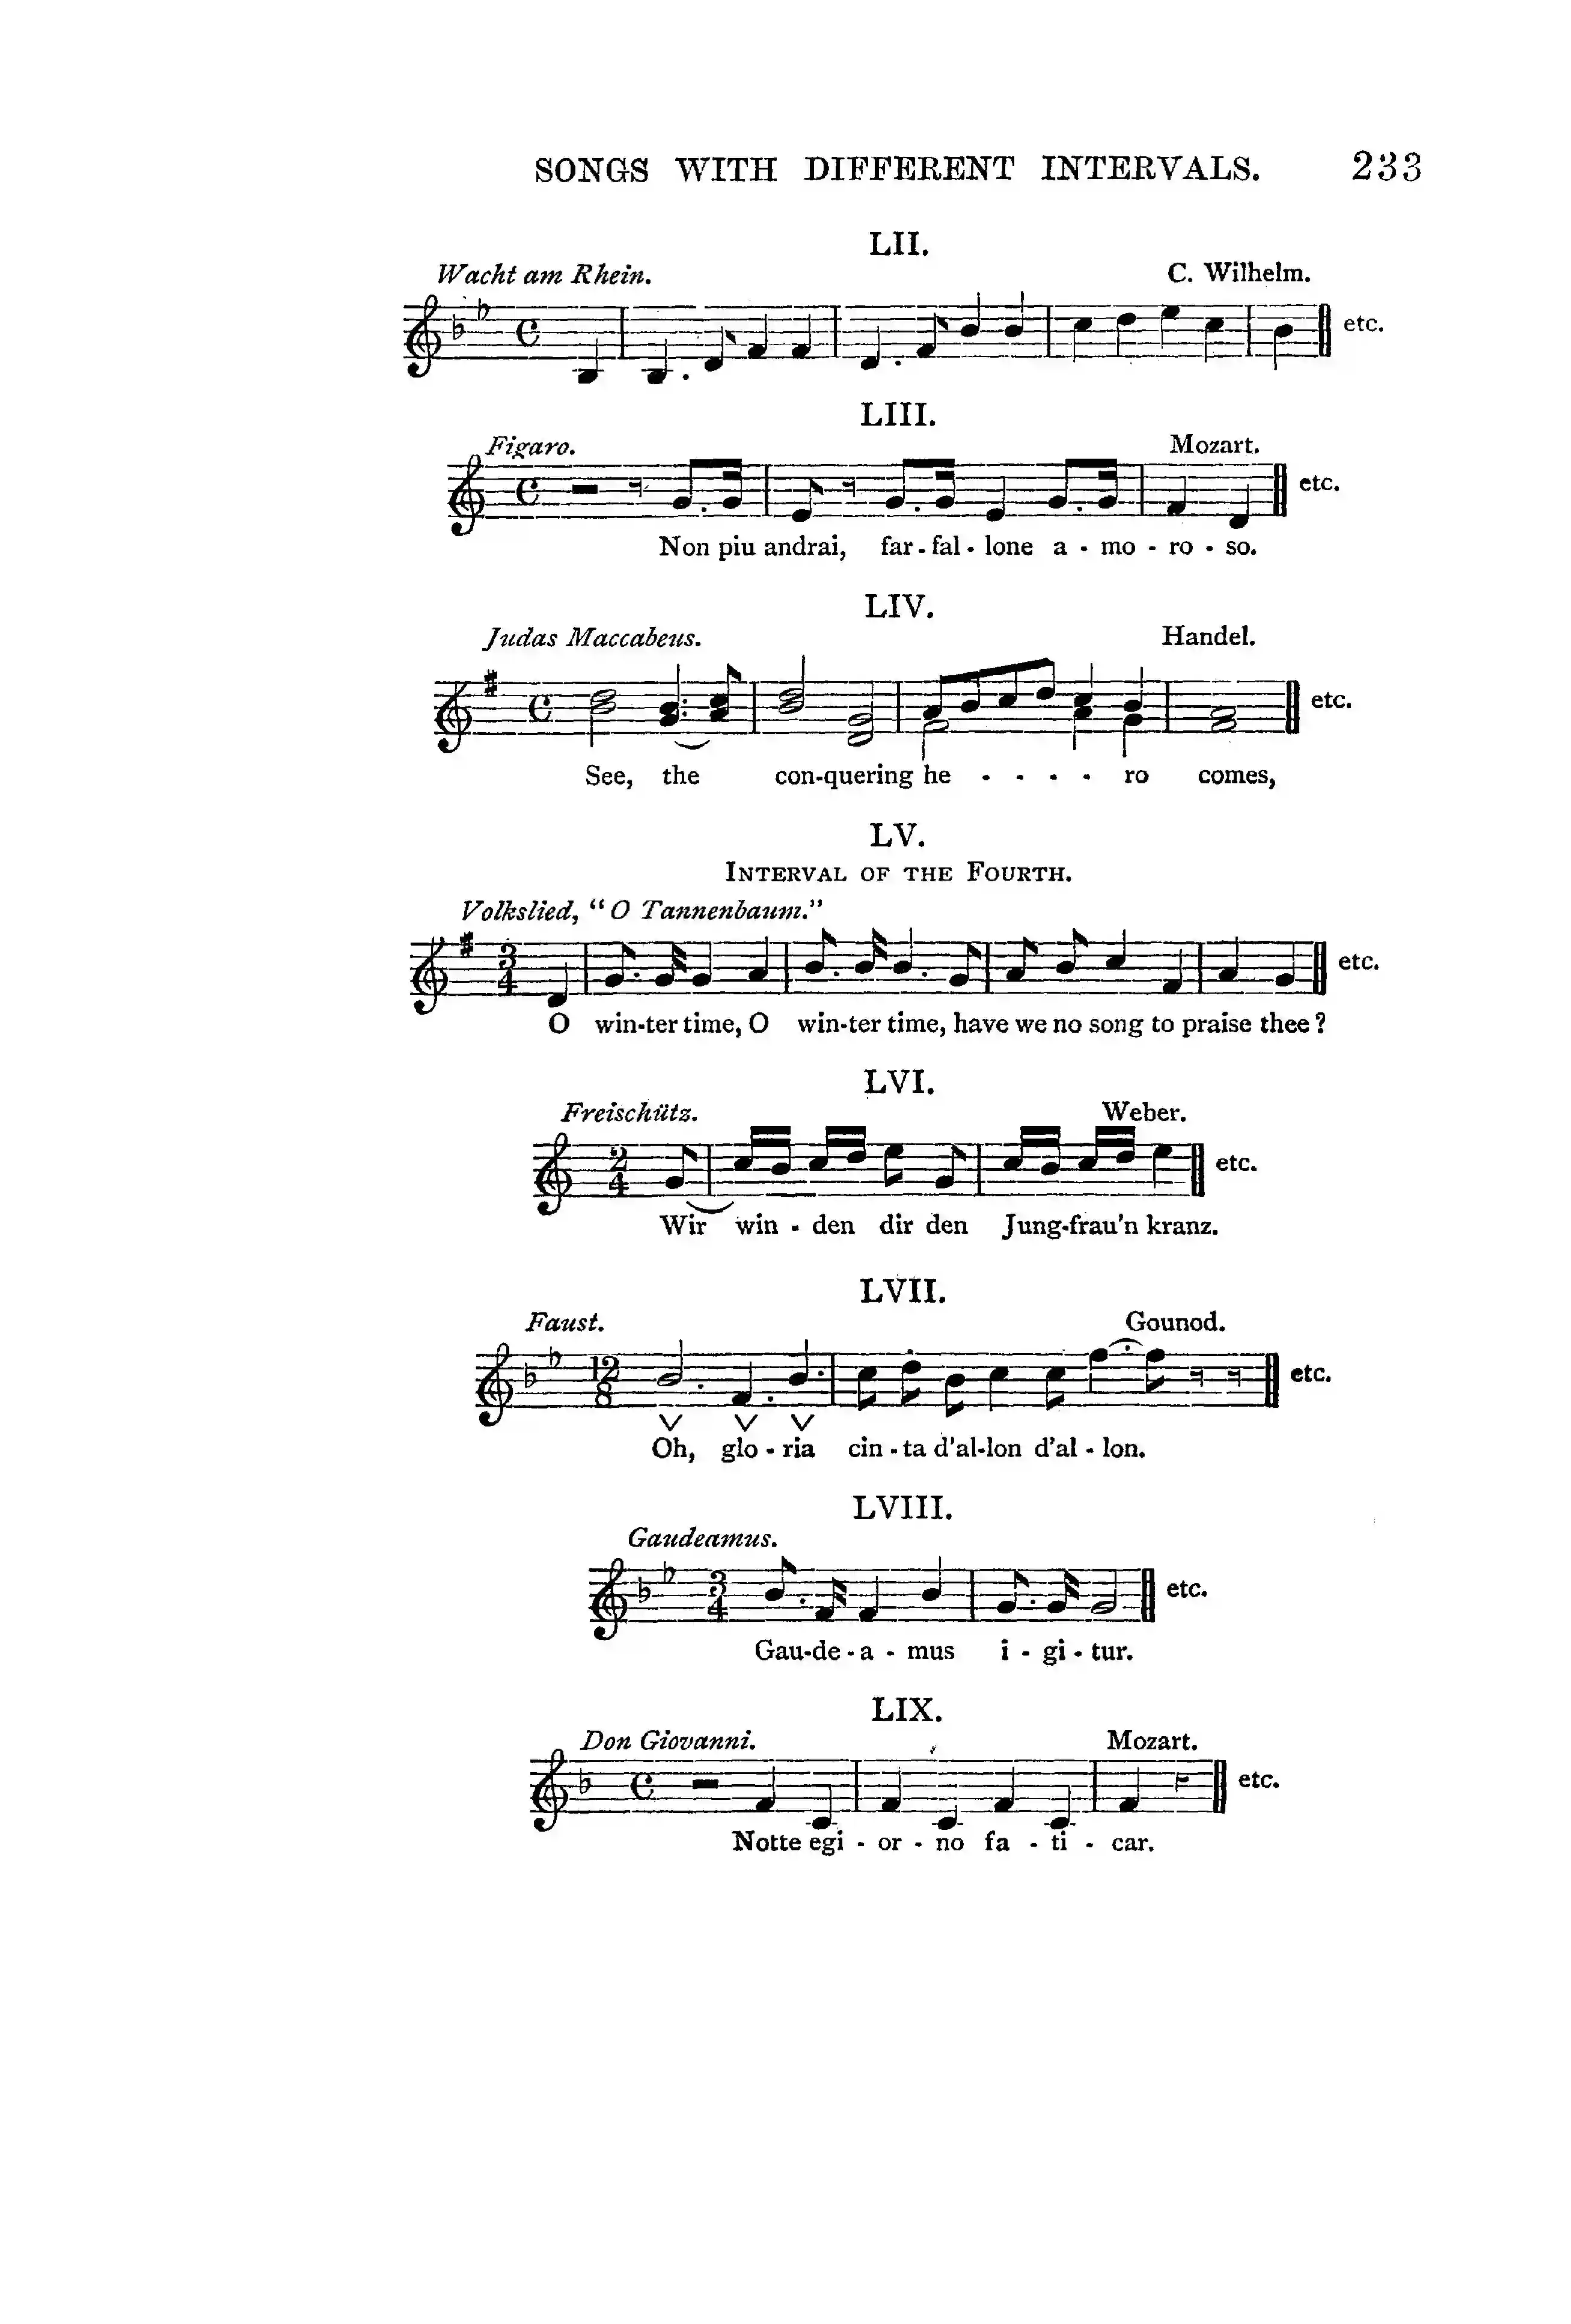 SONGS WITH DIFFERENT INTERVALS. 233
LII.
Wacht am Rhein. C. Wilhelm.
etc.
LIII.
Figaro. Mozart.
etc.
Non piu andrai, far - fal - lone a - mo - ro - so.
LIV.
Judas Maccabeus. Handel.
etc.
See, the con-quering he - - - - ro comes,
LV.
INTERVAL OF THE FOURTH.
Volkslied, “O Tannenbaum.”
3
4
etc.
O win-ter time, O win-ter time, have we no song to praise thee?
LVI.
Freischütz. Weber.
2
4
etc.
Wir win - den dir den Jung-frau'n kranz.
LVII.
Faust. Gounod.
12
8
etc.
Oh, glo - ria cin - ta d'al-lon d'al - lon.
LVIII.
Gaudeamus.
3
4
etc.
Gau-de - a - mus i - gi - tur.
LIX.
Don Giovanni. Mozart.
etc.
Notte egi - or - no fa - ti - car.